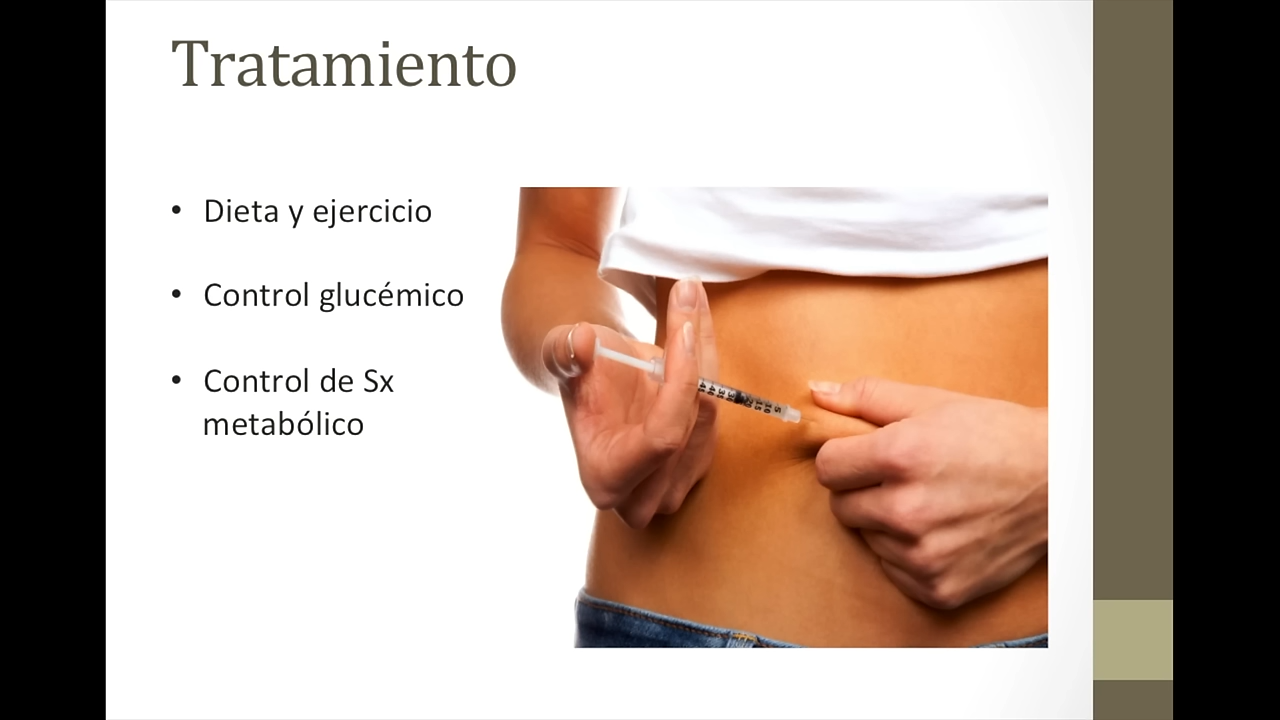 Tratamiento
• Dieta y ejercicio
• Control glucémico
• Control de Sx
metabólico